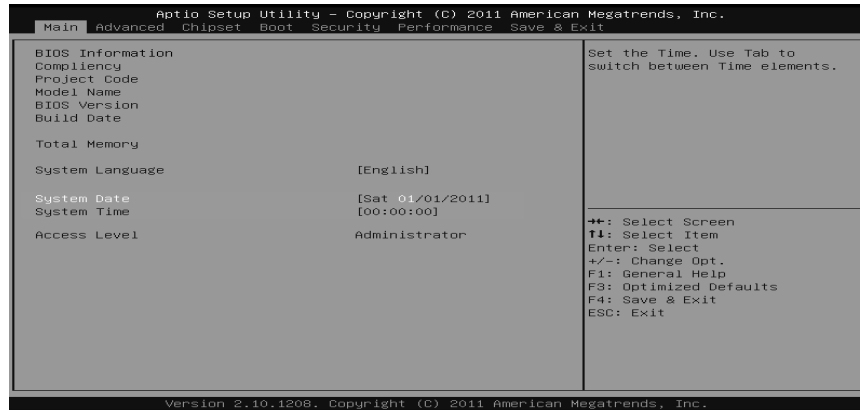 Aptio Setup Utility – Copyright (C) 2011 American Megatrends, Inc.
Main Advanced Chipset Boot Security Performance Save & Exit
BIOS Information
Compliency
Project Code
Model Name
BIOS Version
Build Date
Total Memory
System Language [English]
System Date [Sat 01/01/2011]
System Time [00:00:00]
Access Level Administrator
Set the Time. Use Tab to
switch between Time elements.
→←: Select Screen
↑↓: Select Item
Enter: Select
+/-: Change Opt.
F1: General Help
F3: Optimized Defaults
F4: Save & Exit
ESC: Exit
Version 2.10.1208. Copyright (C) 2011 American Megatrends, Inc.